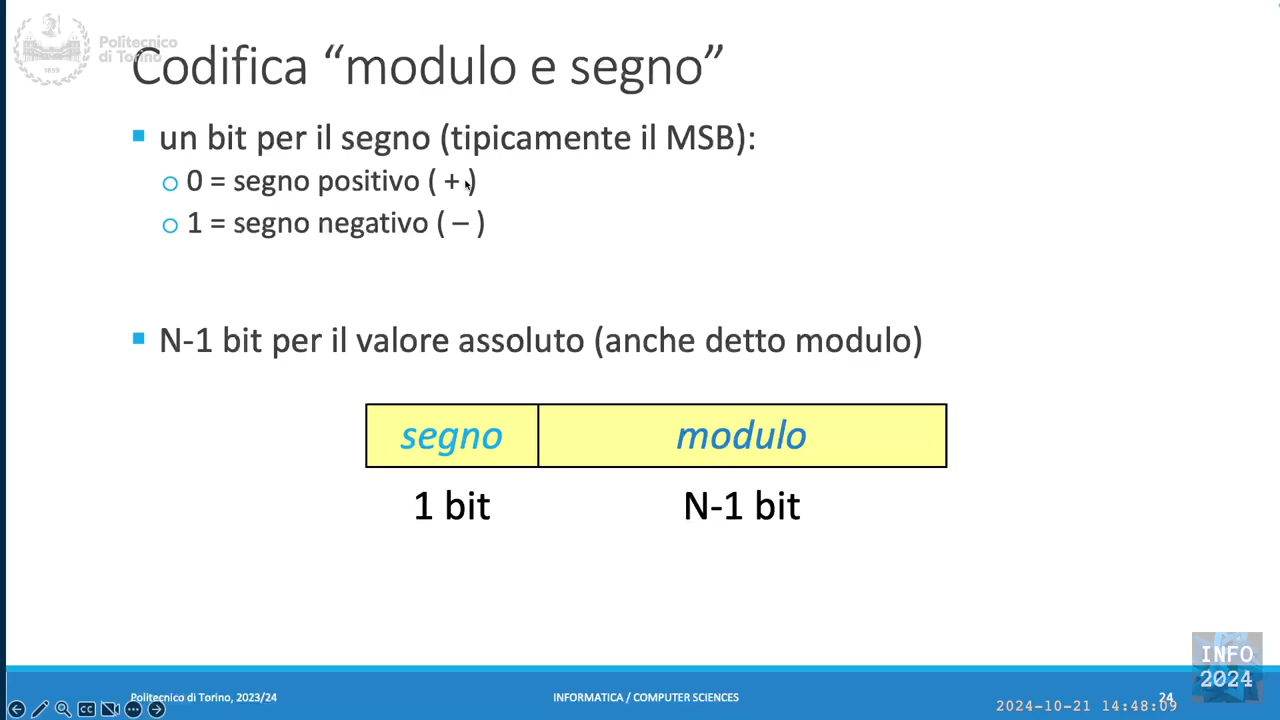 Politecnico
di Torino
1859
Codifica “modulo e segno”
un bit per il segno (tipicamente il MSB):
0 = segno positivo ( + )
1 = segno negativo ( – )
N-1 bit per il valore assoluto (anche detto modulo)
segno modulo
1 bit N-1 bit
INFO
2024
Politecnico di Torino, 2023/24 INFORMATICA / COMPUTER SCIENCES 24
CC
2024-10-21 14:48:09